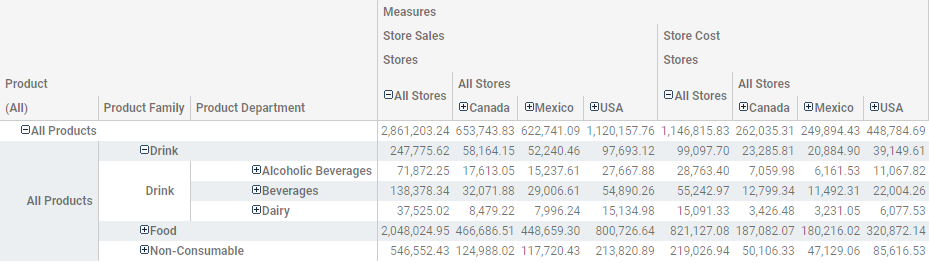 Measures
Store Sales Store Cost
Stores Stores
Product All Stores All Stores All Stores All Stores
(All) Product Family Product Department Canada Mexico USA Canada Mexico USA
All Products 2,861,203.24 653,743.83 622,741.09 1,120,157.76 1,146,815.83 262,035.31 249,894.43 448,784.69
Drink 247,775.62 58,164.15 52,240.46 97,693.12 99,097.70 23,285.81 20,884.90 39,149.61
Alcoholic Beverages 71,872.25 17,613.05 15,237.61 27,667.88 28,763.40 7,059.98 6,161.53 11,067.82
All Products Drink Beverages 138,378.34 32,071.88 29,006.61 54,890.26 55,242.97 12,799.34 11,492.31 22,004.26
Dairy 37,525.02 8,479.22 7,996.24 15,134.98 15,091.33 3,426.48 3,231.05 6,077.53
Food 2,048,024.95 466,686.51 448,659.30 800,726.64 821,127.08 187,082.07 180,216.02 320,872.14
Non-Consumable 546,552.43 124,988.02 117,720.43 213,820.89 219,026.94 50,106.33 47,129.06 85,616.53